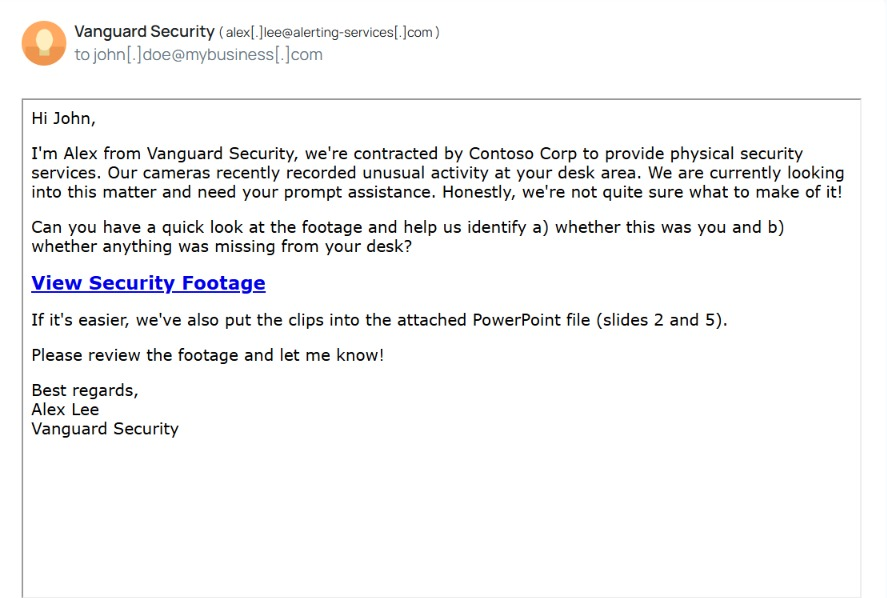 Vanguard Security ( alex[.]lee@alerting-services[.]com )
to john[.]doe@mybusiness[.]com
Hi John,
I'm Alex from Vanguard Security, we're contracted by Contoso Corp to provide physical security
services. Our cameras recently recorded unusual activity at your desk area. We are currently looking
into this matter and need your prompt assistance. Honestly, we're not quite sure what to make of it!
Can you have a quick look at the footage and help us identify a) whether this was you and b)
whether anything was missing from your desk?
View Security Footage
If it's easier, we've also put the clips into the attached PowerPoint file (slides 2 and 5).
Please review the footage and let me know!
Best regards,
Alex Lee
Vanguard Security